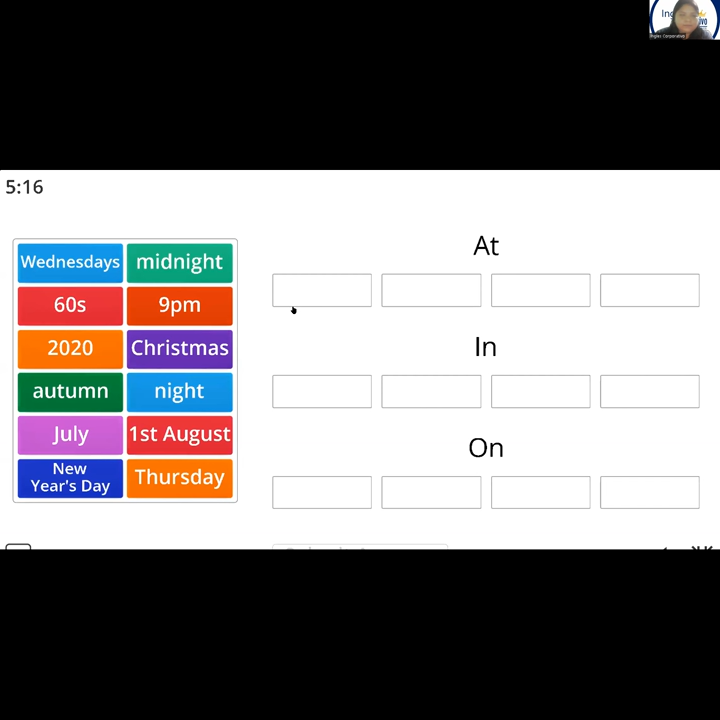 5:16
Wednesdays
midnight
60s
9pm
2020
Christmas
autumn
night
July
1st August
New
Year's Day
Thursday
At
In
On